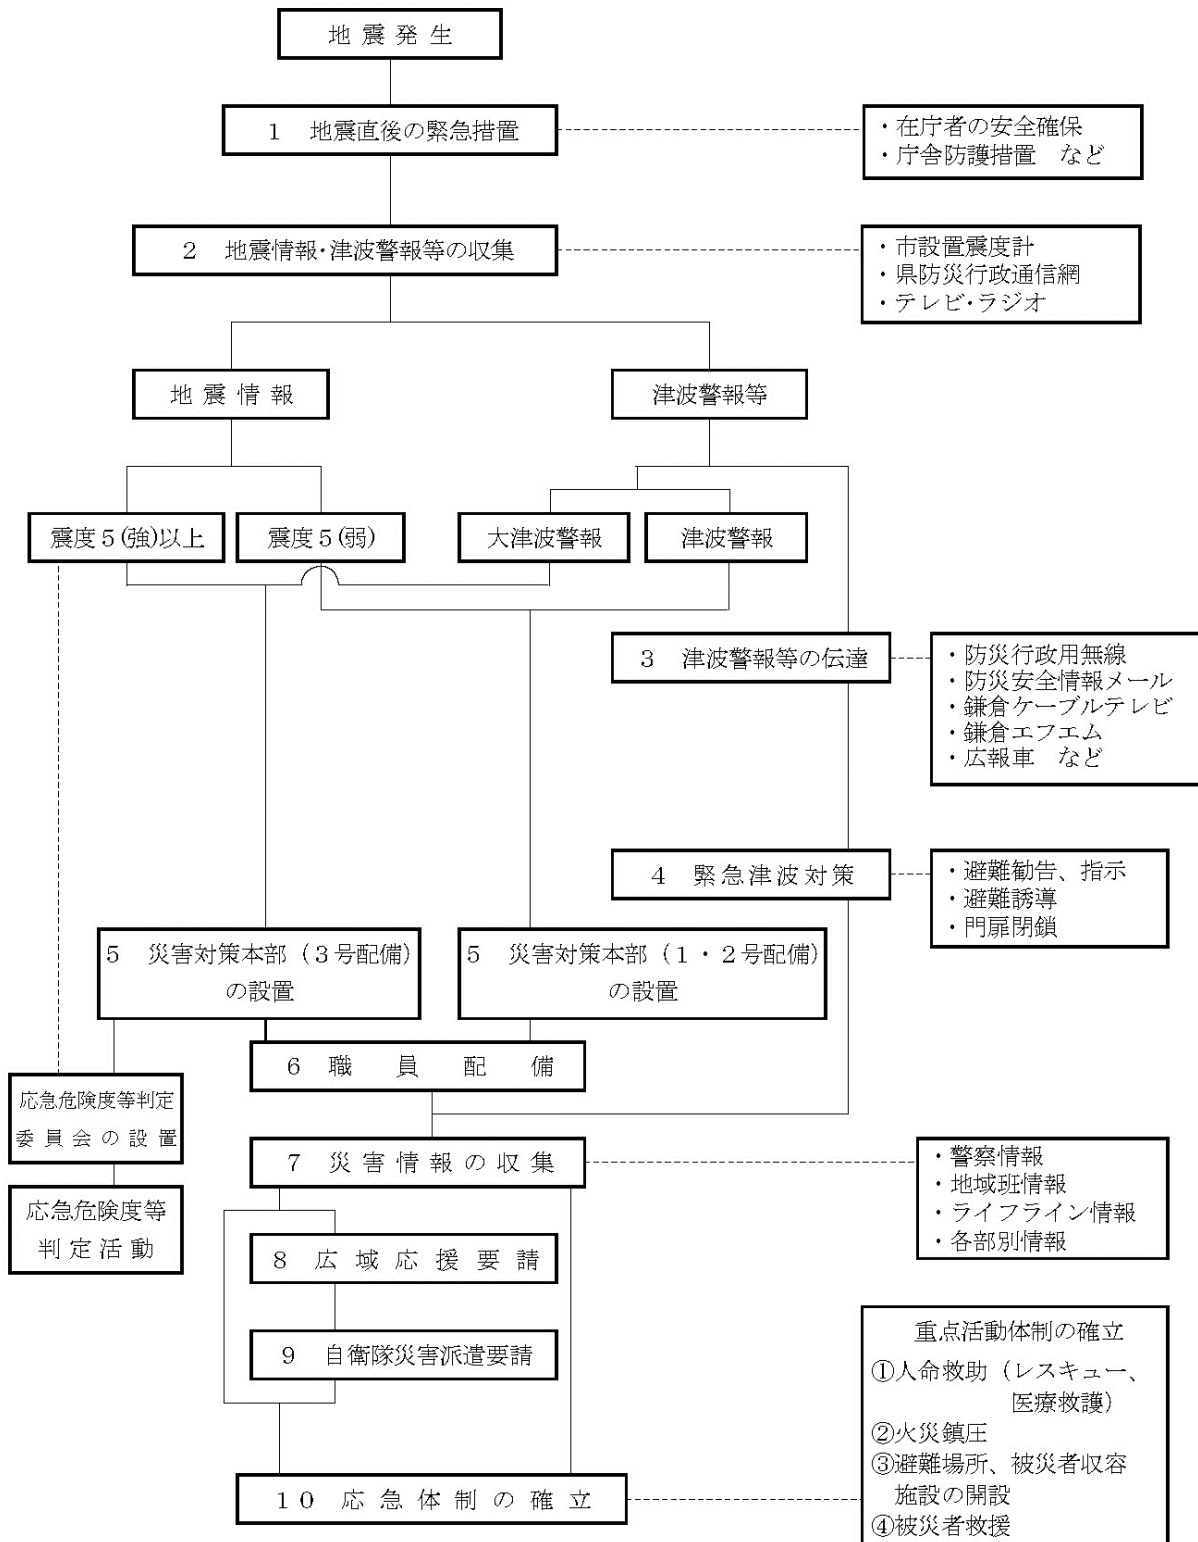 地震発生
1　地震直後の緊急措置
・在庁者の安全確保
・庁舎防護措置　など
2　地震情報･津波警報等の収集
・市設置震度計
・県防災行政通信網
・テレビ･ラジオ
地震情報
津波警報等
震度５(強)以上
震度５(弱)
大津波警報
津波警報
3　津波警報等の伝達
・防災行政用無線
・防災安全情報メール
・鎌倉ケーブルテレビ
・鎌倉エフエム
・広報車　など
4　緊急津波対策
・避難勧告、指示
・避難誘導
・門扉閉鎖
5　災害対策本部（３号配備）
の設置
5　災害対策本部（１・２号配備）
の設置
6　職員配備
応急危険度等判定
委員会の設置
7　災害情報の収集
・警察情報
・地域班情報
・ライフライン情報
・各部別情報
応急危険度等
判定活動
8　広域応援要請
9　自衛隊災害派遣要請
重点活動体制の確立
①人命救助（レスキュー、
医療救護）
②火災鎮圧
③避難場所、被災者収容
施設の開設
④被災者救援
10　応急体制の確立